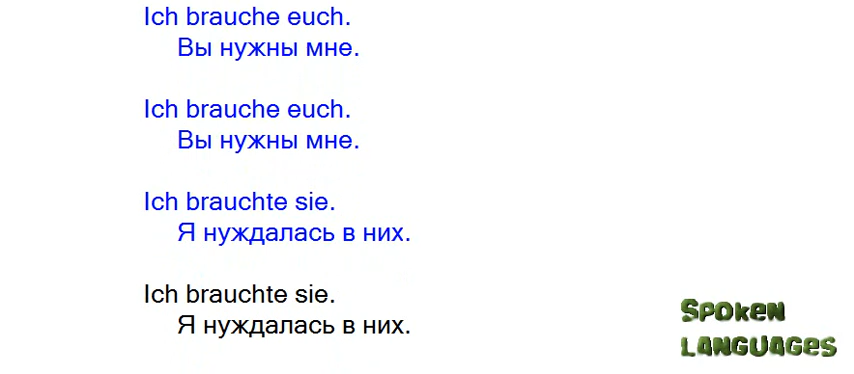 Ich brauche euch.
Вы нужны мне.
Ich brauche euch.
Вы нужны мне.
Ich brauchte sie.
Я нуждалась в них.
Ich brauchte sie.
Я нуждалась в них.
Spoken
Languages